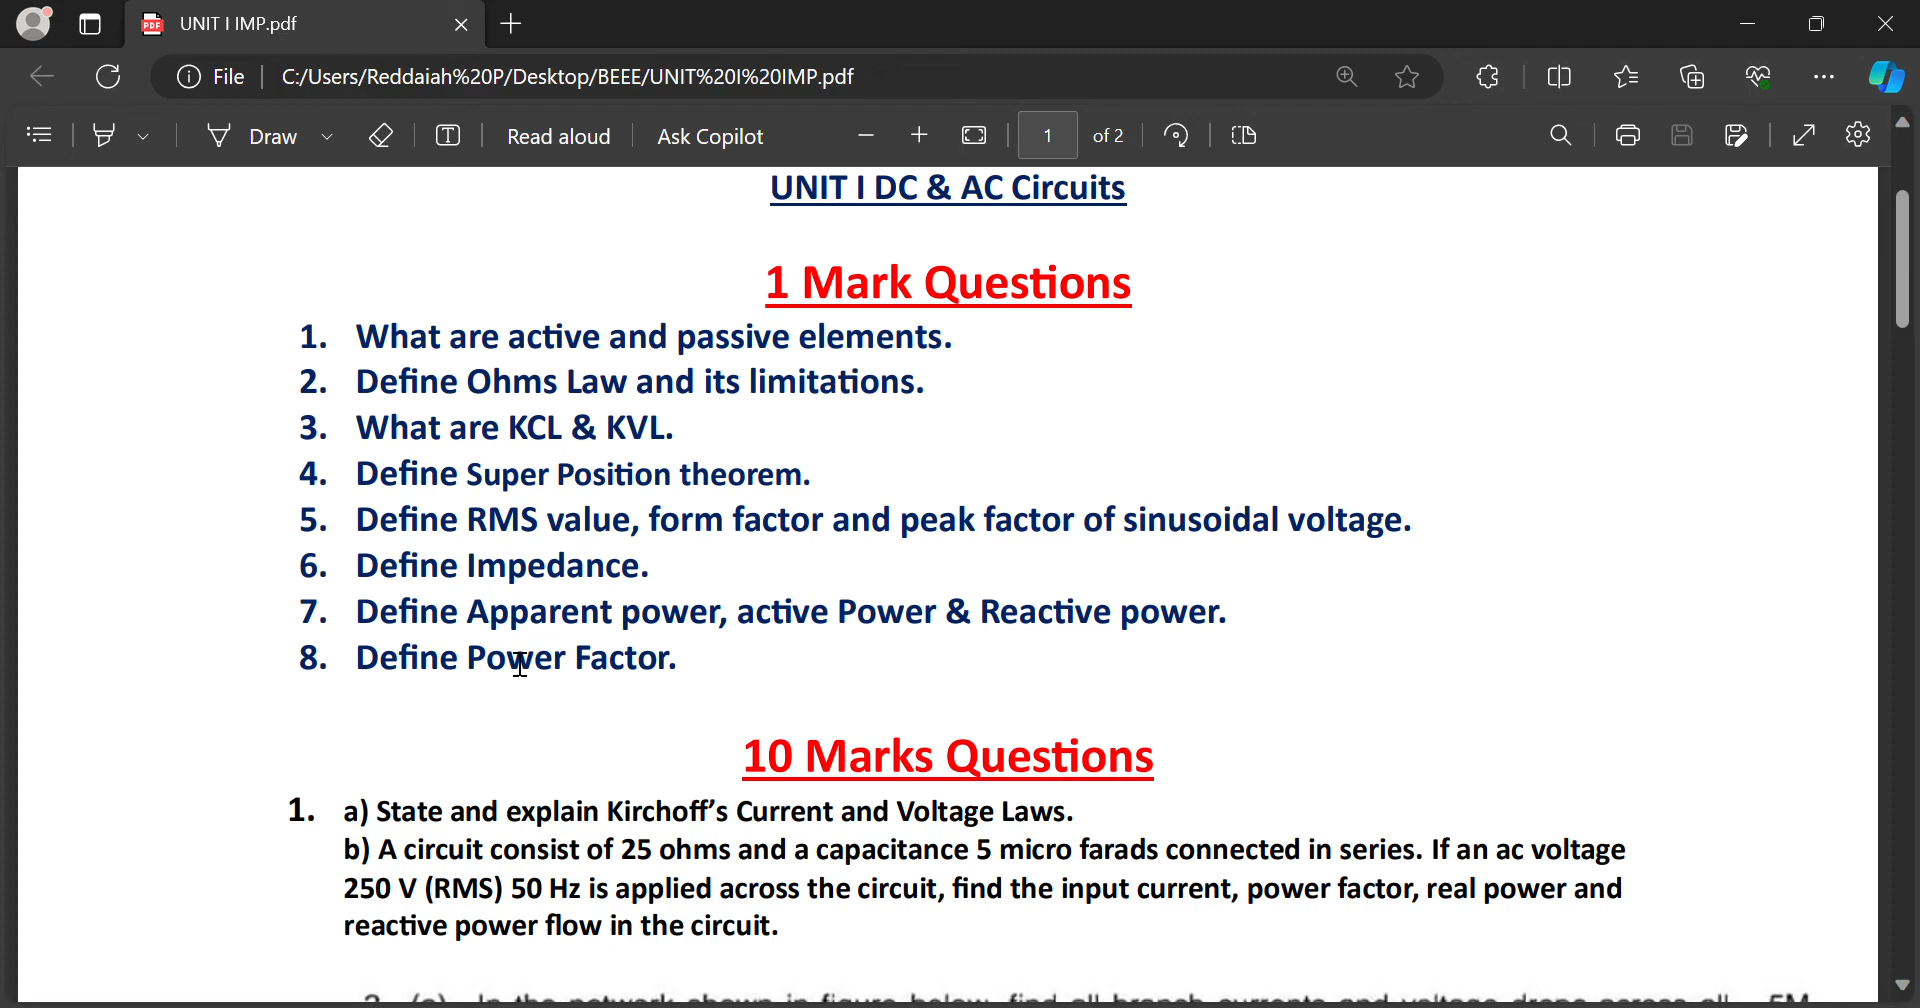 UNIT I IMP.pdf
File C:/Users/Reddaiah%20P/Desktop/BEEE/UNIT%20I%20IMP.pdf
Draw Read aloud Ask Copilot 1 of 2
UNIT I DC & AC Circuits
1 Mark Questions
1. What are active and passive elements.
2. Define Ohms Law and its limitations.
3. What are KCL & KVL.
4. Define Super Position theorem.
5. Define RMS value, form factor and peak factor of sinusoidal voltage.
6. Define Impedance.
7. Define Apparent power, active Power & Reactive power.
8. Define Power Factor.
10 Marks Questions
1. a) State and explain Kirchoff's Current and Voltage Laws.
b) A circuit consist of 25 ohms and a capacitance 5 micro farads connected in series. If an ac voltage
250 V (RMS) 50 Hz is applied across the circuit, find the input current, power factor, real power and
reactive power flow in the circuit.